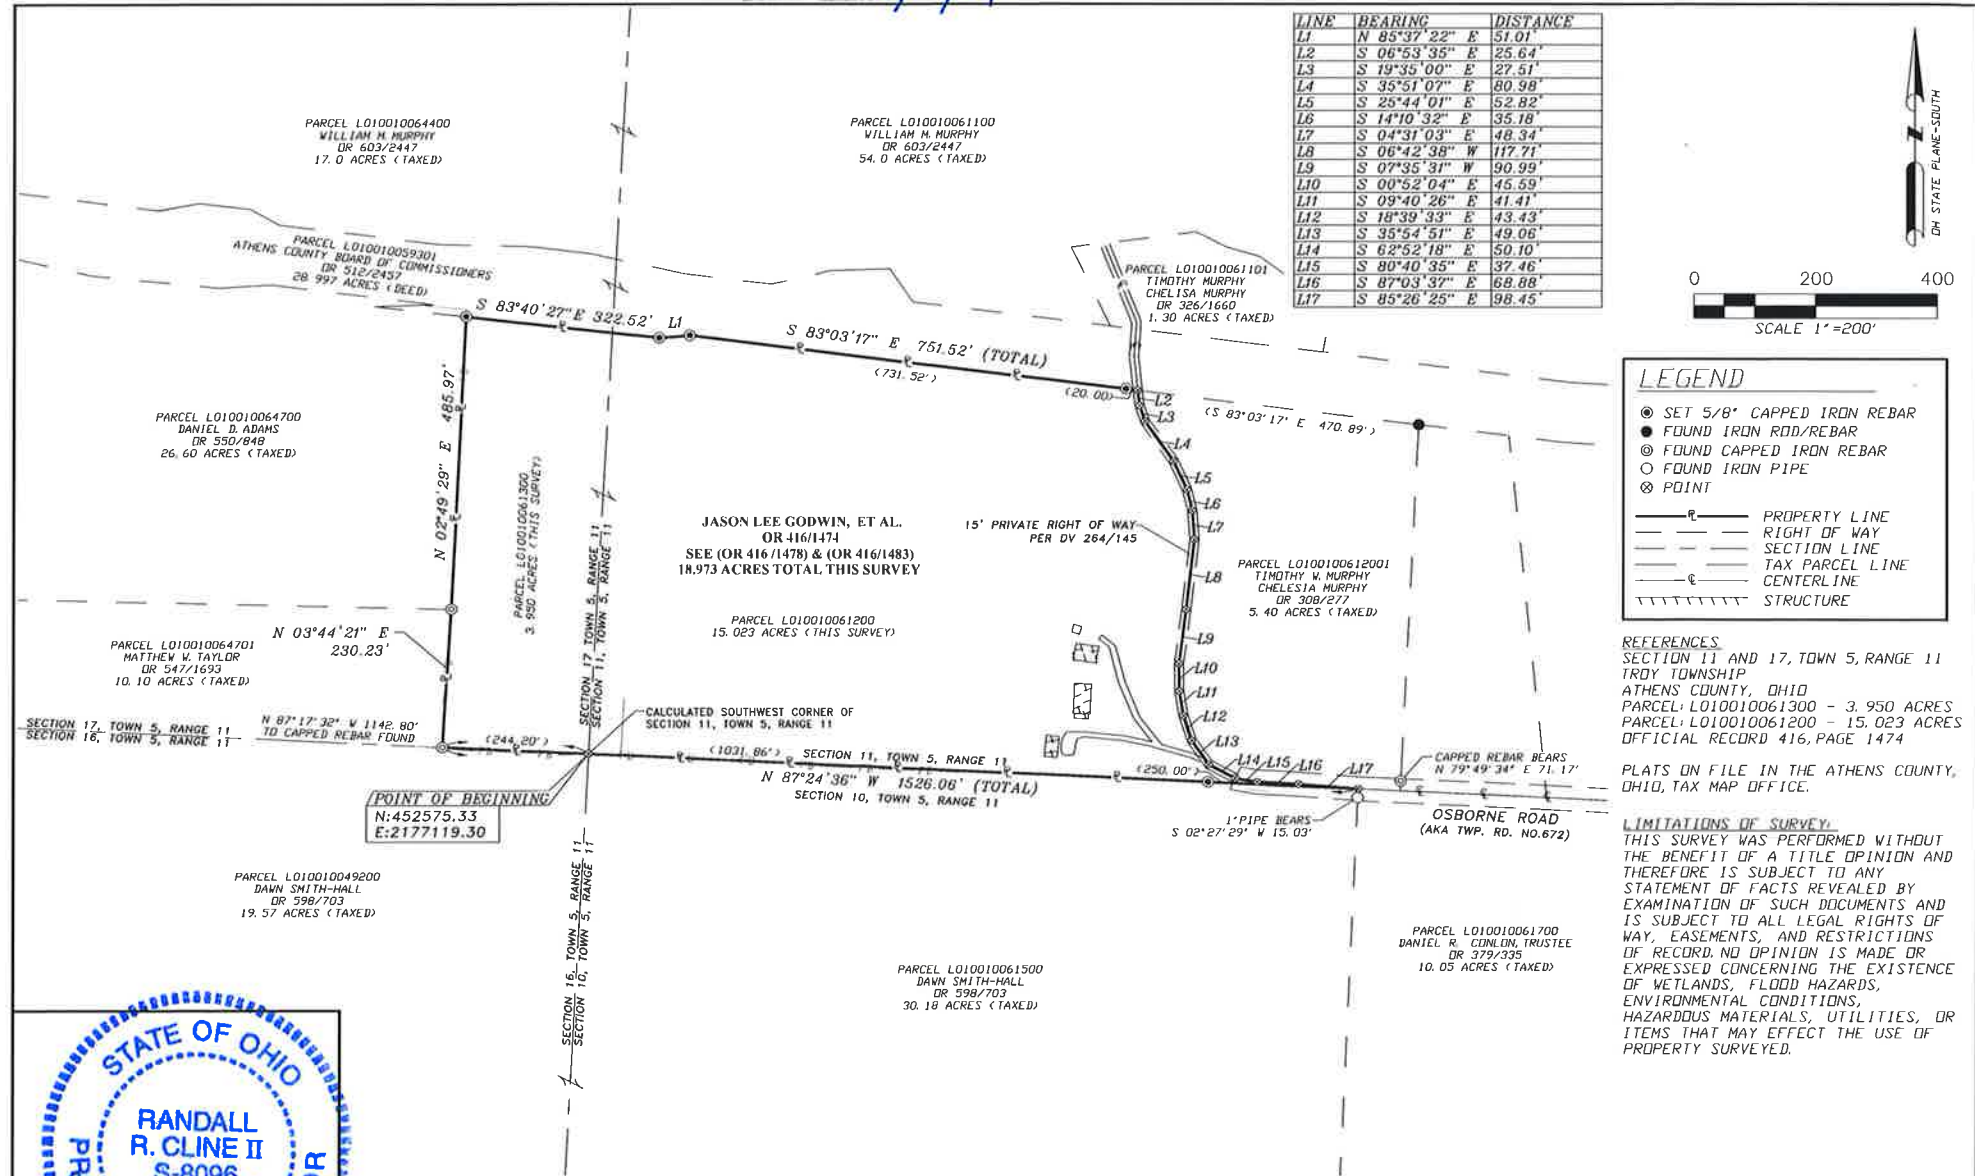 LINE BEARING DISTANCE
L1 N 85°37'22" E 51.01'
L2 S 06°53'35" E 25.64'
L3 S 19°35'00" E 27.51'
L4 S 35°51'07" E 80.98'
L5 S 25°44'01" E 52.82'
L6 S 14°10'32" E 35.18'
L7 S 04°31'03" E 48.34'
L8 S 06°42'38" W 117.71'
L9 S 07°35'31" W 90.99'
L10 S 00°52'04" E 45.59'
L11 S 09°40'26" E 41.41'
L12 S 18°39'33" E 43.43'
L13 S 35°54'51" E 49.06'
L14 S 62°52'18" E 50.10'
L15 S 80°40'35" E 37.46'
L16 S 87°03'37" E 68.88'
L17 S 85°26'25" E 98.45'
N
OH STATE PLANE-SOUTH
0 200 400
SCALE 1"=200'
PARCEL L010010064400
WILLIAM M. MURPHY
OR 603/2447
17.0 ACRES (TAXED)
PARCEL L010010061100
WILLIAM M. MURPHY
OR 603/2447
54.0 ACRES (TAXED)
PARCEL L010010059301
ATHENS COUNTY BOARD OF COMMISSIONERS
OR 512/2457
28.997 ACRES (DEED)
PARCEL L010010061101
TIMOTHY MURPHY
CHELISA MURPHY
OR 326/1660
1.30 ACRES (TAXED)
S 83°40'27"E 322.52'
L1
S 83°03'17" E 751.52' (TOTAL)
(731.52')
(20.00)
L2
L3
L4
L5
L6
L7
L8
L9
L10
L11
L12
L13
L14
L15
L16
L17
(S 83°03'17" E 470.89')
N 02°49'29" E 485.97'
PARCEL L010010064700
DANIEL D. ADAMS
OR 550/848
26.60 ACRES (TAXED)
PARCEL L010010061300
3.950 ACRES (THIS SURVEY)
SECTION 17, TOWN 5, RANGE 11
SECTION 11, TOWN 5, RANGE 11
JASON LEE GODWIN, ET AL.
OR 416/1474
SEE (OR 416/1478) & (OR 416/1483)
18.973 ACRES TOTAL THIS SURVEY
15' PRIVATE RIGHT OF WAY
PER DV 264/145
PARCEL L0100100612001
TIMOTHY W. MURPHY
CHELESIA MURPHY
OR 308/277
5.40 ACRES (TAXED)
PARCEL L010010061200
15.023 ACRES (THIS SURVEY)
N 03°44'21" E
230.23'
PARCEL L010010064701
MATTHEW W. TAYLOR
OR 547/1693
10.10 ACRES (TAXED)
SECTION 17, TOWN 5, RANGE 11
SECTION 16, TOWN 5, RANGE 11
N 87°17'32" W 1142.80'
TO CAPPED REBAR FOUND
CALCULATED SOUTHWEST CORNER OF
SECTION 11, TOWN 5, RANGE 11
(244.20')
(1031.86')
SECTION 11, TOWN 5, RANGE 11
N 87°24'36" W 1526.06' (TOTAL)
SECTION 10, TOWN 5, RANGE 11
(250.00')
POINT OF BEGINNING
N:452575.33
E:2177119.30
CAPPED REBAR BEARS
N 79°49'34" E 71.17'
1"PIPE BEARS
S 02°27'29" W 15.03'
OSBORNE ROAD
(AKA TWP. RD. NO.672)
SECTION 16, TOWN 5, RANGE 11
SECTION 10, TOWN 5, RANGE 11
PARCEL L010010049200
DAWN SMITH-HALL
OR 598/703
19.57 ACRES (TAXED)
PARCEL L010010061500
DAWN SMITH-HALL
OR 598/703
30.18 ACRES (TAXED)
PARCEL L010010061700
DANIEL R. CONLON, TRUSTEE
OR 379/335
10.05 ACRES (TAXED)
LEGEND
SET 5/8" CAPPED IRON REBAR
FOUND IRON ROD/REBAR
FOUND CAPPED IRON REBAR
FOUND IRON PIPE
POINT
PROPERTY LINE
RIGHT OF WAY
SECTION LINE
TAX PARCEL LINE
CENTERLINE
STRUCTURE
REFERENCES
SECTION 11 AND 17, TOWN 5, RANGE 11
TROY TOWNSHIP
ATHENS COUNTY, OHIO
PARCEL: L010010061300 - 3.950 ACRES
PARCEL: L010010061200 - 15.023 ACRES
OFFICIAL RECORD 416, PAGE 1474
PLATS ON FILE IN THE ATHENS COUNTY,
OHIO, TAX MAP OFFICE.
LIMITATIONS OF SURVEY:
THIS SURVEY WAS PERFORMED WITHOUT
THE BENEFIT OF A TITLE OPINION AND
THEREFORE IS SUBJECT TO ANY
STATEMENT OF FACTS REVEALED BY
EXAMINATION OF SUCH DOCUMENTS AND
IS SUBJECT TO ALL LEGAL RIGHTS OF
WAY, EASEMENTS, AND RESTRICTIONS
OF RECORD. NO OPINION IS MADE OR
EXPRESSED CONCERNING THE EXISTENCE
OF WETLANDS, FLOOD HAZARDS,
ENVIRONMENTAL CONDITIONS,
HAZARDOUS MATERIALS, UTILITIES, OR
ITEMS THAT MAY EFFECT THE USE OF
PROPERTY SURVEYED.
STATE OF OHIO
RANDALL
R. CLINE II
S-8096